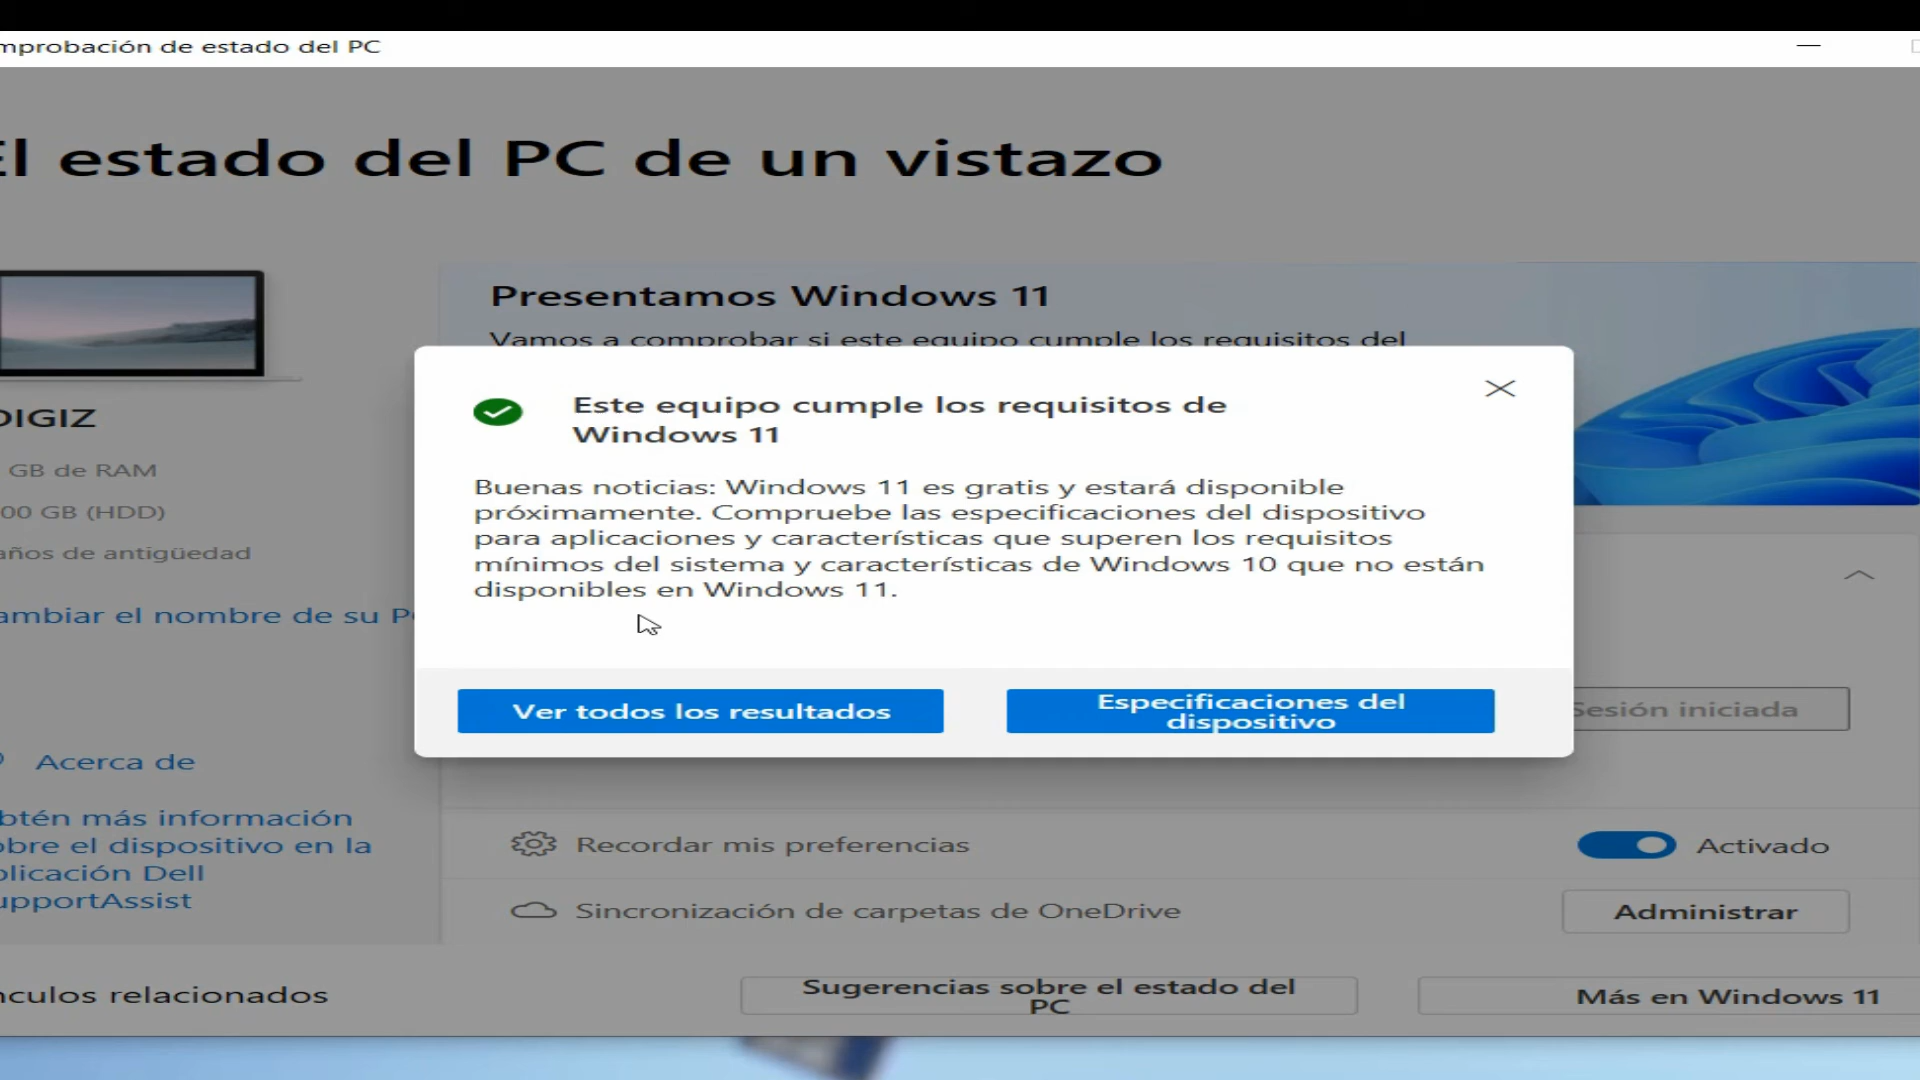 mprobación de estado del PC
El estado del PC de un vistazo
Presentamos Windows 11
Vamos a comprobar si este equipo cumple los requisitos del
DIGIZ
GB de RAM
00 GB (HDD)
años de antigüedad
ambiar el nombre de su PC
Acerca de
btén más información
obre el dispositivo en la
plicación Dell
upportAssist
Este equipo cumple los requisitos de
Windows 11
Buenas noticias: Windows 11 es gratis y estará disponible
próximamente. Compruebe las especificaciones del dispositivo
para aplicaciones y características que superen los requisitos
mínimos del sistema y características de Windows 10 que no están
disponibles en Windows 11.
Ver todos los resultados
Especificaciones del
dispositivo
Sesión iniciada
Recordar mis preferencias
Activado
Sincronización de carpetas de OneDrive
Administrar
nculos relacionados
Sugerencias sobre el estado del
PC
Más en Windows 11